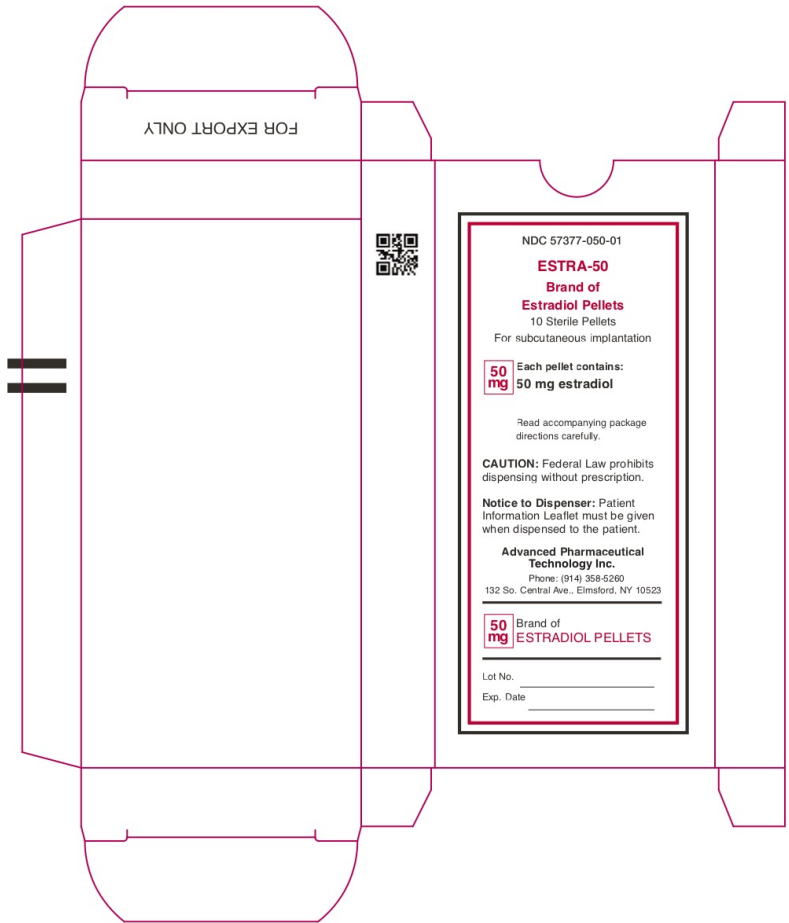 FOR EXPORT ONLY
NDC 57377-050-01
ESTRA-50
Brand of
Estradiol Pellets
10 Sterile Pellets
For subcutaneous implantation
50
mg
Each pellet contains:
50 mg estradiol
Read accompanying package
directions carefully.
CAUTION: Federal Law prohibits
dispensing without prescription.
Notice to Dispenser: Patient
Information Leaflet must be given
when dispensed to the patient.
Advanced Pharmaceutical
Technology Inc.
Phone: (914) 358-5260
132 So. Central Ave., Elmsford, NY 10523
50
mg
Brand of
ESTRADIOL PELLETS
Lot No.
Exp. Date